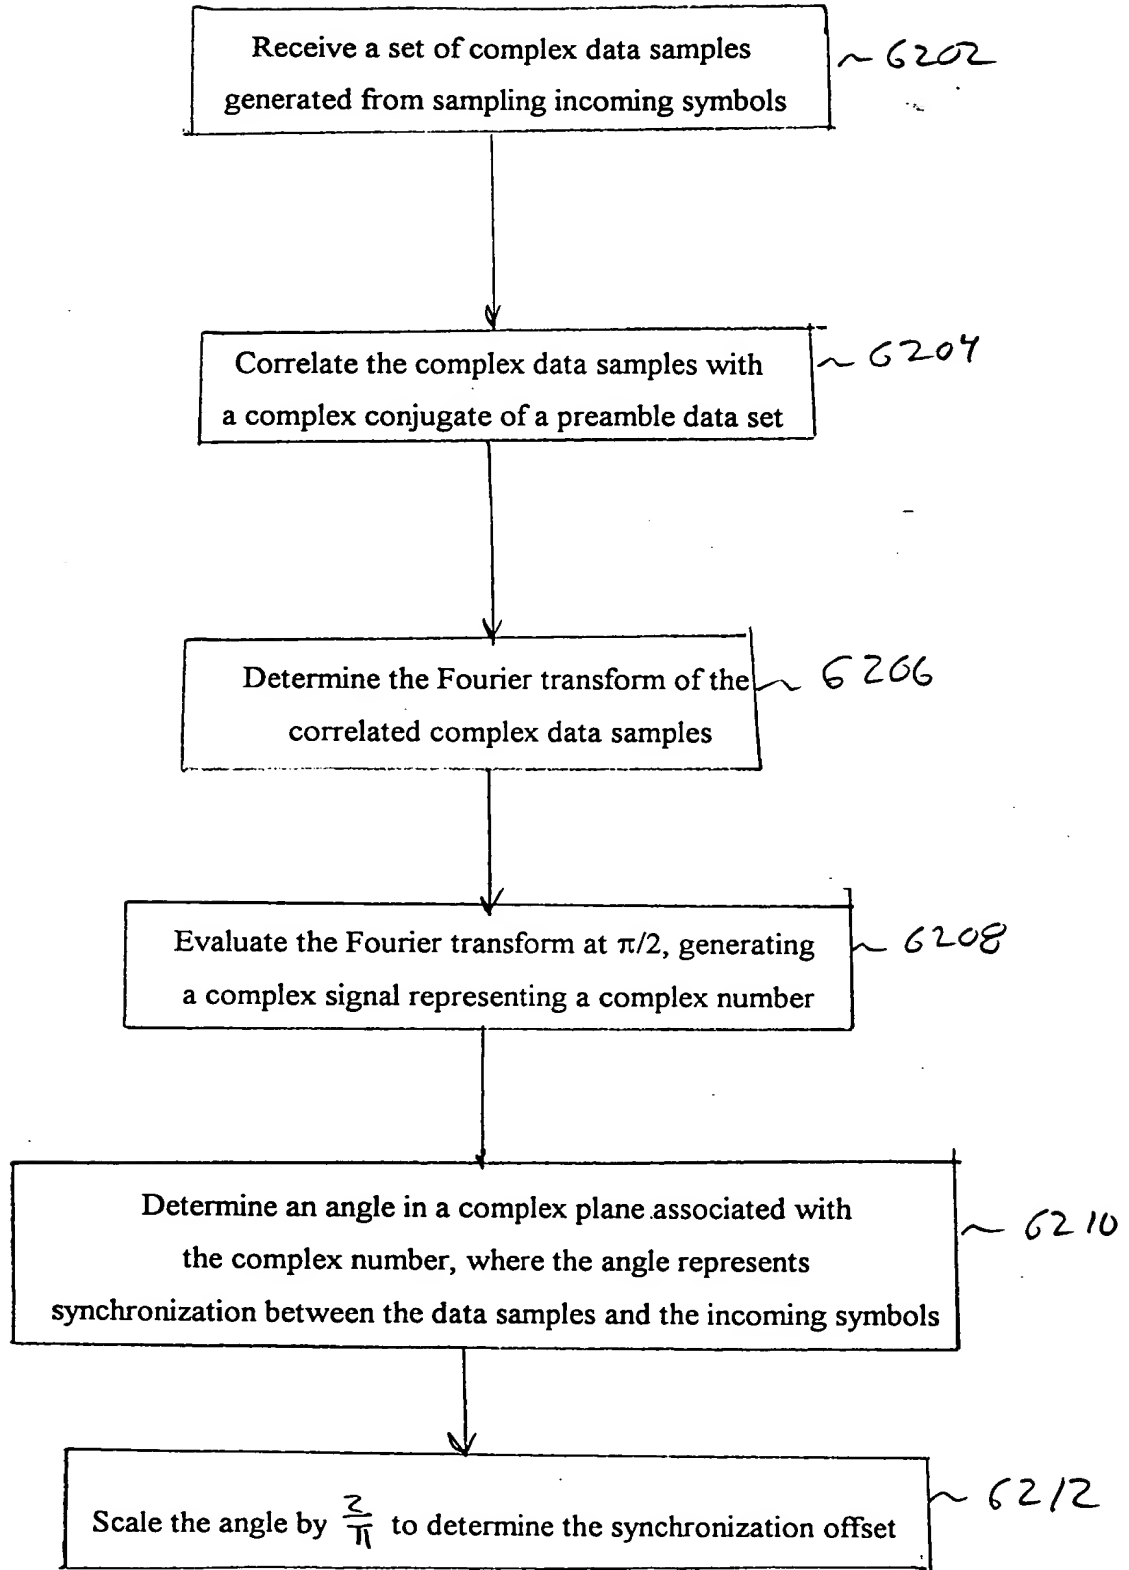 Receive a set of complex data samples
generated from sampling incoming symbols
~ 6202
Correlate the complex data samples with
a complex conjugate of a preamble data set
~ 6204
Determine the Fourier transform of the
correlated complex data samples
~ 6206
Evaluate the Fourier transform at π/2, generating
a complex signal representing a complex number
~ 6208
Determine an angle in a complex plane associated with
the complex number, where the angle represents
synchronization between the data samples and the incoming symbols
~ 6210
Scale the angle by 2/π to determine the synchronization offset
~ 6212